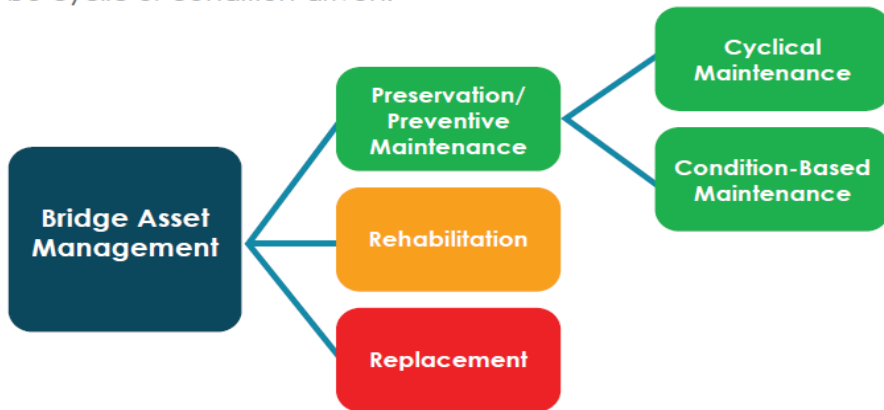 Cyclical
Maintenance
Preservation/
Preventive
Maintenance
Condition-Based
Maintenance
Bridge Asset
Management
Rehabilitation
Replacement